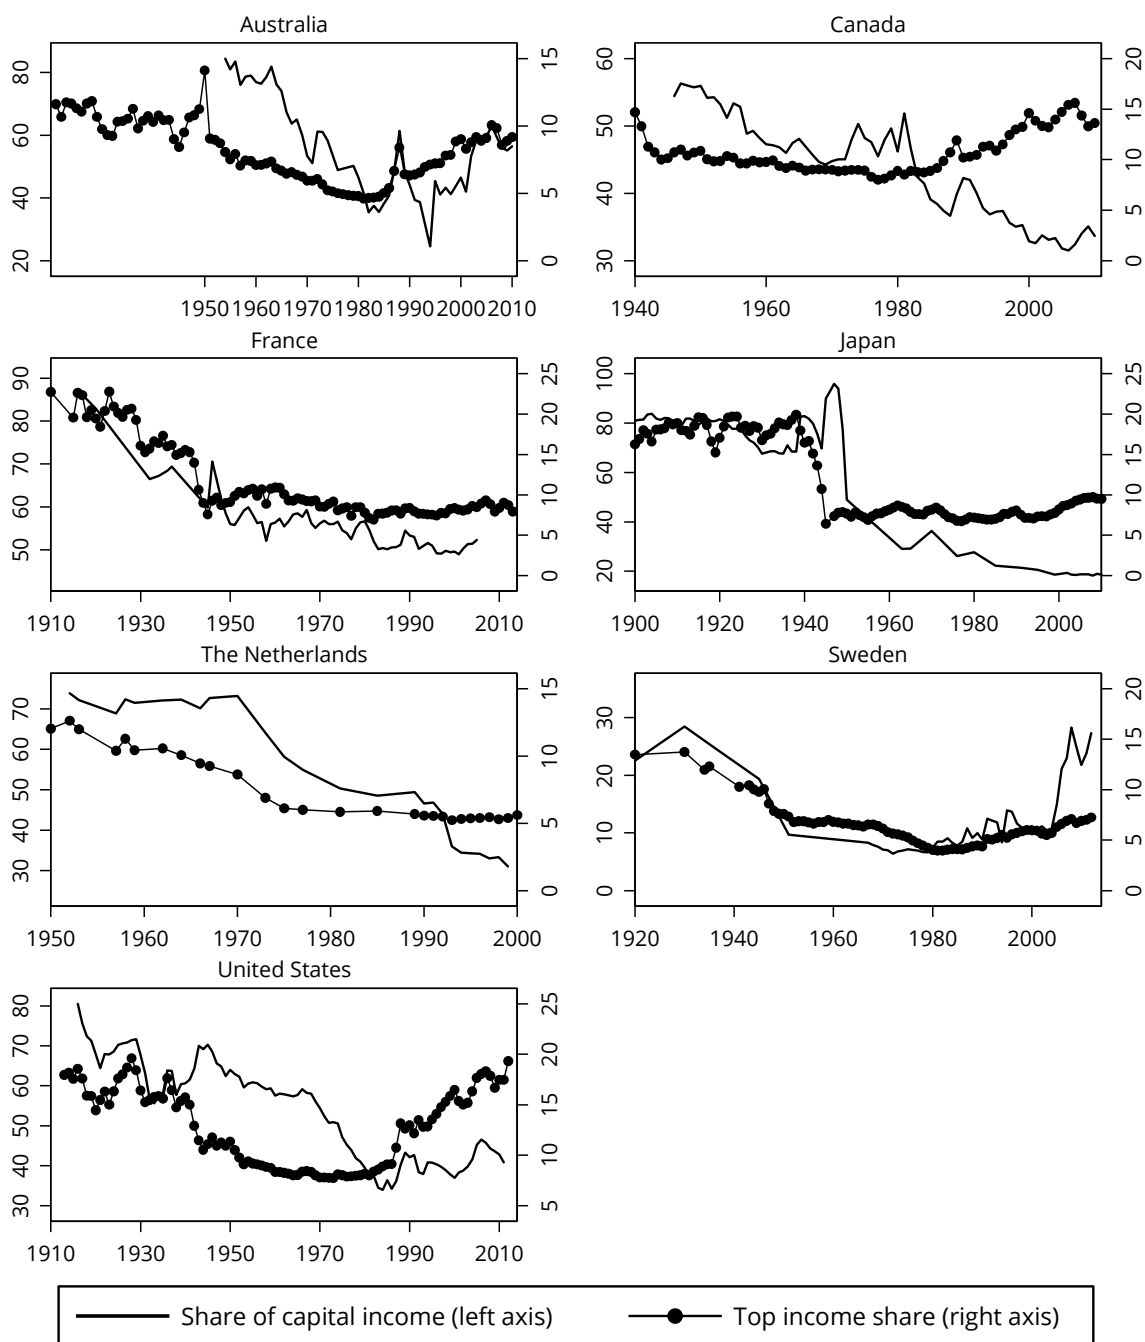 Australia
20 40 60 80
0 5 10 15
1950 1960 1970 1980 1990 2000 2010
Canada
30 40 50 60
0 5 10 15 20
1940 1960 1980 2000
France
50 60 70 80 90
0 5 10 15 20 25
1910 1930 1950 1970 1990 2010
Japan
20 40 60 80 100
0 5 10 15 20 25
1900 1920 1940 1960 1980 2000
The Netherlands
30 40 50 60 70
0 5 10 15
1950 1960 1970 1980 1990 2000
Sweden
0 10 20 30
0 5 10 15 20
1920 1940 1960 1980 2000
United States
30 40 50 60 70 80
5 10 15 20 25
1910 1930 1950 1970 1990 2010
Share of capital income (left axis) Top income share (right axis)